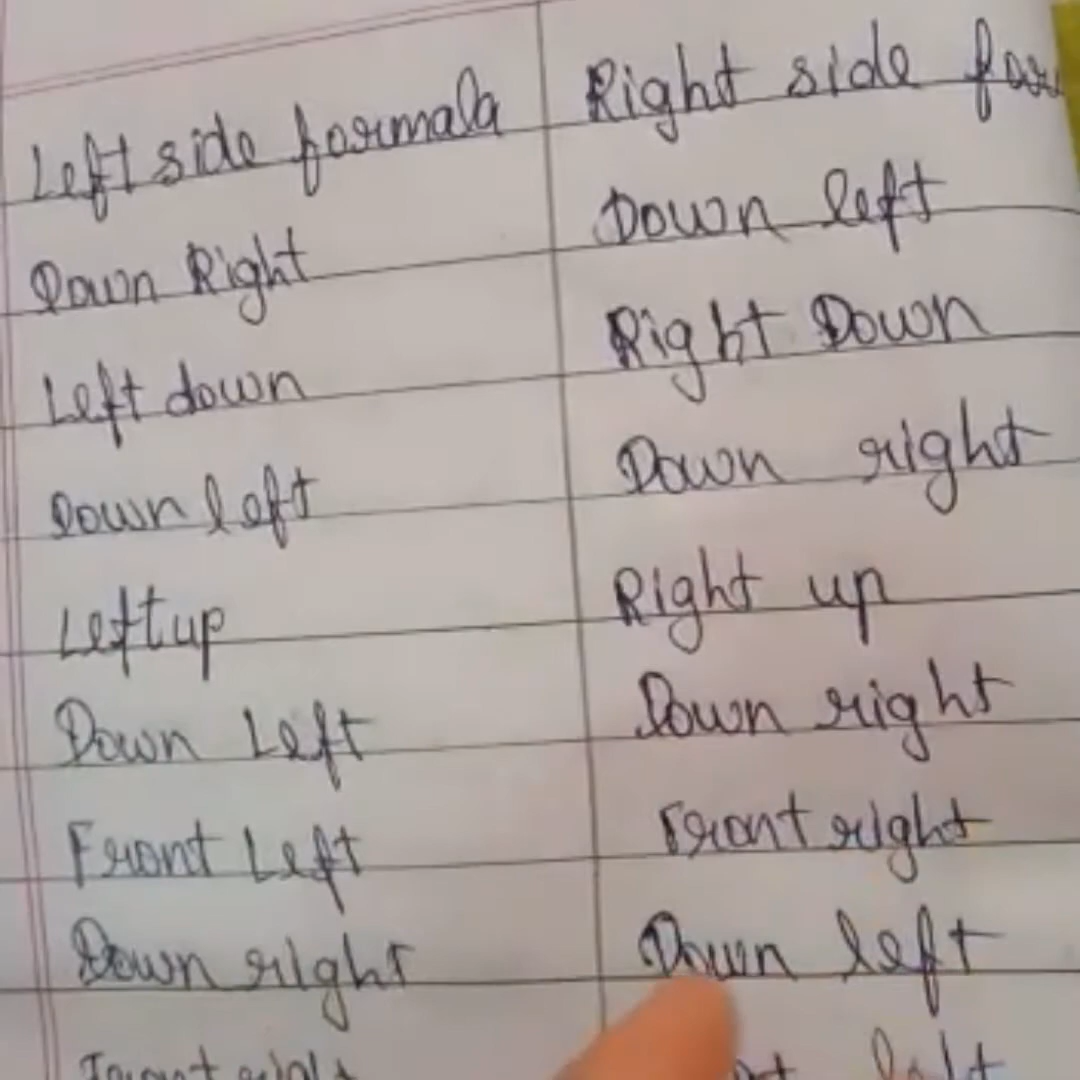 Left side formala Right side
Down Right Down left
Left down Right Down
Down left Down right
Left up Right up
Down Left Down right
Front Left Front right
Down right Down left